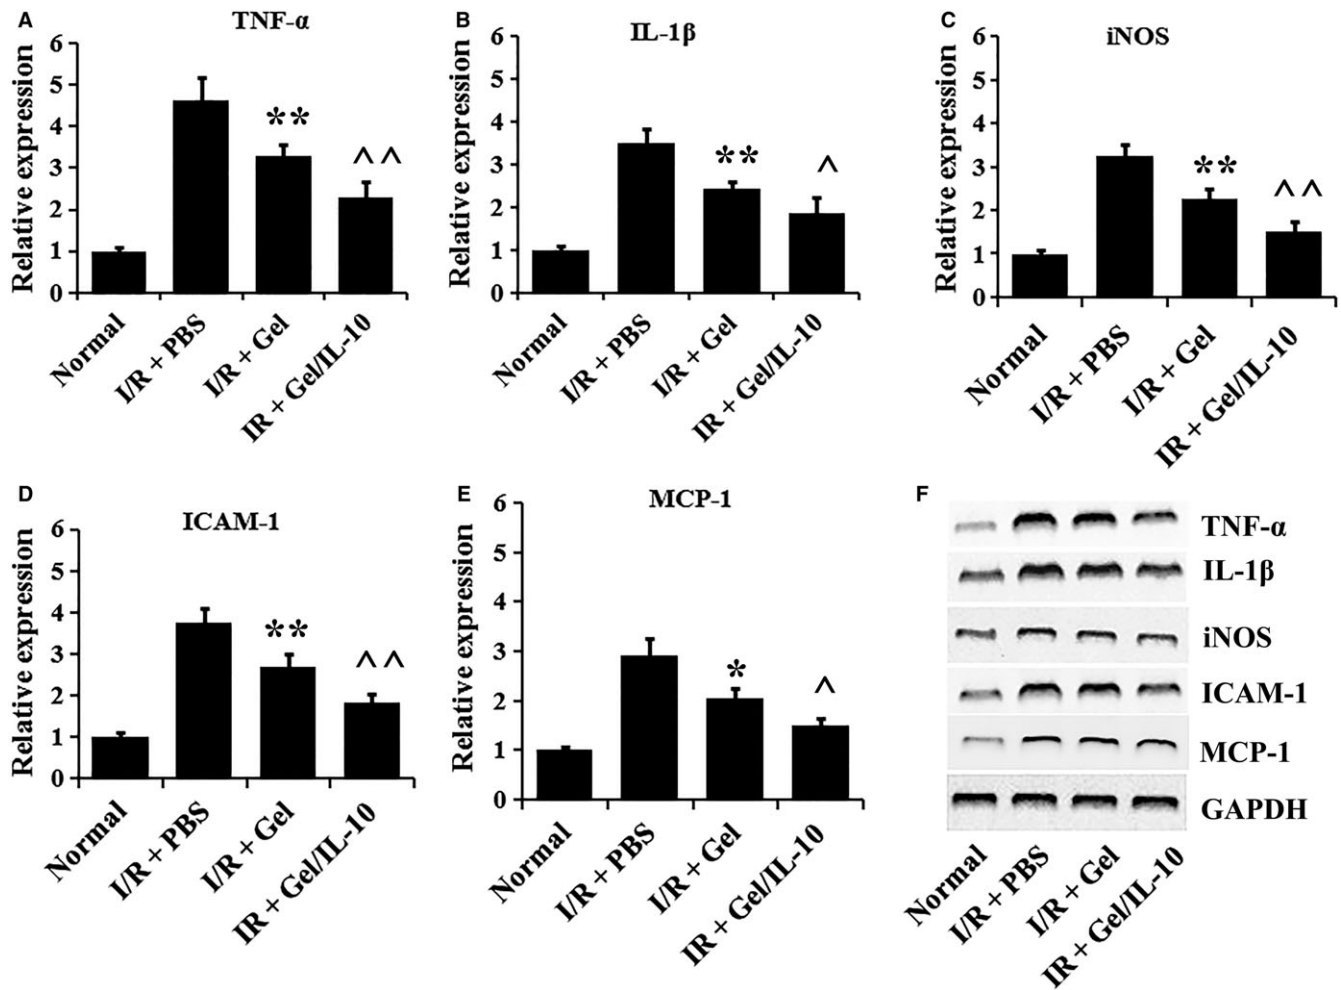 A
TNF-α
Relative expression
6
5
4
3
2
1
0
**
^^
Normal
I/R + PBS
I/R + Gel
IR + Gel/IL-10
B
IL-1β
Relative expression
6
5
4
3
2
1
0
**
^
Normal
I/R + PBS
I/R + Gel
IR + Gel/IL-10
C
iNOS
Relative expression
6
5
4
3
2
1
0
**
^^
Normal
I/R + PBS
I/R + Gel
IR + Gel/IL-10
D
ICAM-1
Relative expression
6
5
4
3
2
1
0
**
^^
Normal
I/R + PBS
I/R + Gel
IR + Gel/IL-10
E
MCP-1
Relative expression
6
5
4
3
2
1
0
*
^
Normal
I/R + PBS
I/R + Gel
IR + Gel/IL-10
F
TNF-α
IL-1β
iNOS
ICAM-1
MCP-1
GAPDH
Normal
I/R + PBS
I/R + Gel
IR + Gel/IL-10